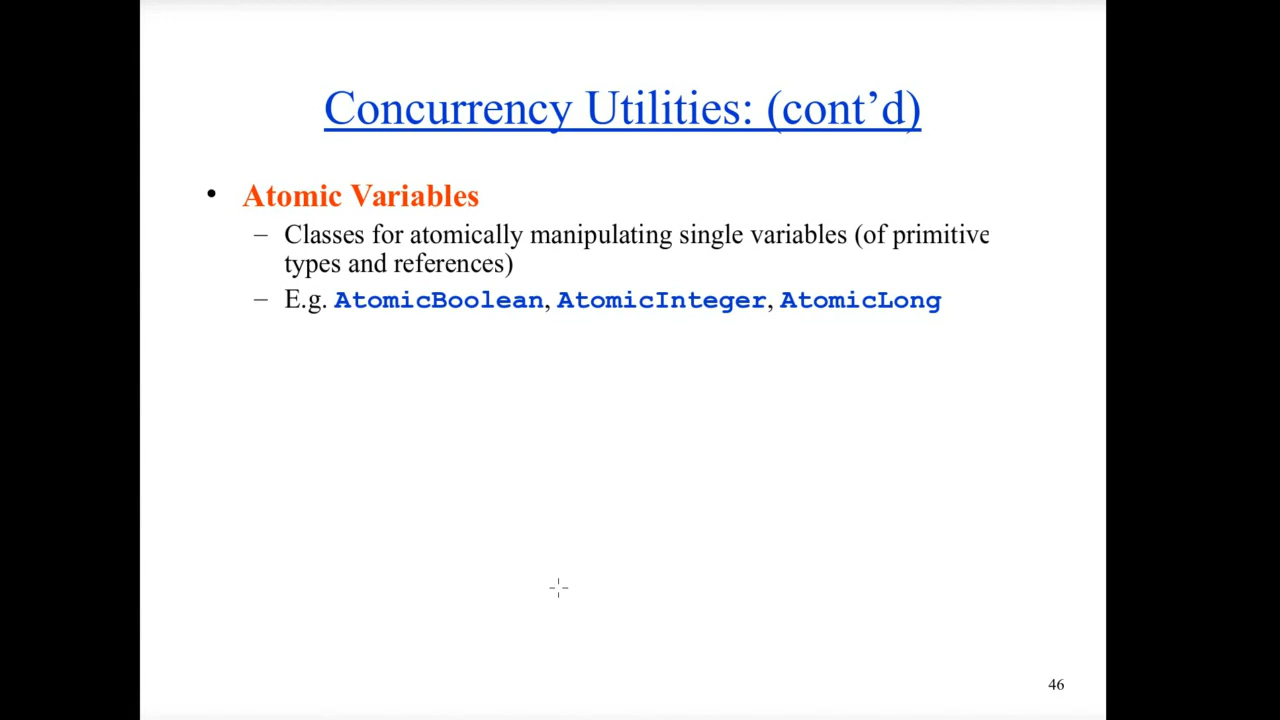 Concurrency Utilities: (cont’d)
• Atomic Variables
– Classes for atomically manipulating single variables (of primitive
types and references)
– E.g. AtomicBoolean, AtomicInteger, AtomicLong
46